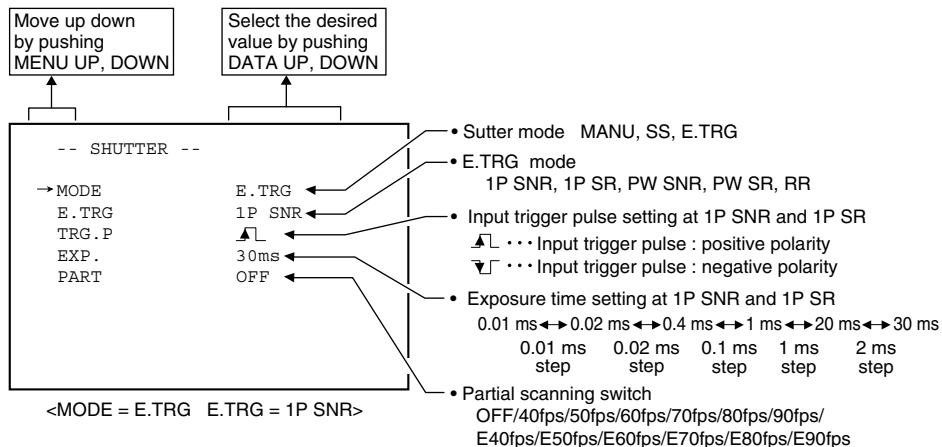 Move up down
by pushing
MENU UP, DOWN
Select the desired
value by pushing
DATA UP, DOWN
-- SHUTTER --
→MODE E.TRG
E.TRG 1P SNR
TRG.P
EXP. 30ms
PART OFF
<MODE = E.TRG E.TRG = 1P SNR>
• Sutter mode MANU, SS, E.TRG
• E.TRG mode
1P SNR, 1P SR, PW SNR, PW SR, RR
• Input trigger pulse setting at 1P SNR and 1P SR
··· Input trigger pulse : positive polarity
··· Input trigger pulse : negative polarity
• Exposure time setting at 1P SNR and 1P SR
0.01 ms↔0.02 ms↔0.4 ms↔1 ms↔20 ms↔30 ms
0.01 ms 0.02 ms 0.1 ms 1 ms 2 ms
step step step step step
• Partial scanning switch
OFF/40fps/50fps/60fps/70fps/80fps/90fps/
E40fps/E50fps/E60fps/E70fps/E80fps/E90fps